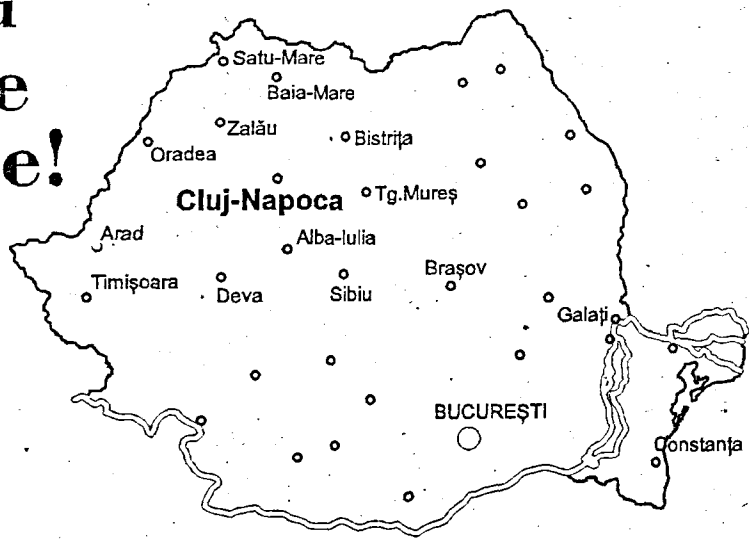 e!
Satu-Mare
Baia-Mare
Zalău
Bistrița
Oradea
Cluj-Napoca
Tg.Mureș
Arad
Alba-Iulia
Timișoara
Deva
Sibiu
Brașov
Galați
BUCUREȘTI
Constanța